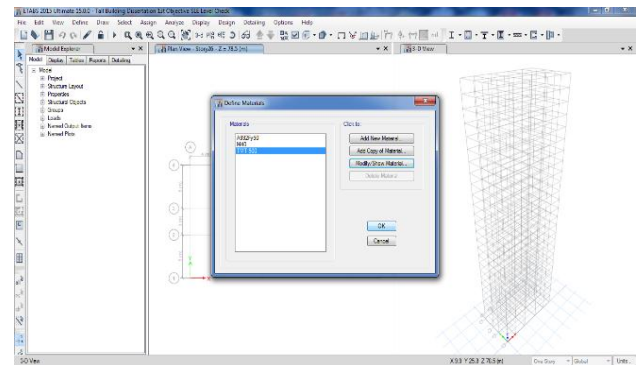 ETABS 2015 Ultimate 15.0.0 - Tall Building Dissertation 1st Objective SLL Level Check
File Edit View Define Draw Select Assign Analyze Display Design Detailing Options Help
Model Explorer
Plan View - Story26 - Z = 78.5 (m)
3-D View
Model Display Tables Reports Detailing
Model
Project
Structure Layout
Properties
Structural Objects
Groups
Loads
Named Output Items
Named Plots
Define Materials
Materials
Click to:
Add New Material...
Add Copy of Material...
Modify/Show Material...
Delete Material
OK
Cancel
3-D View
One Story
Global
Units...